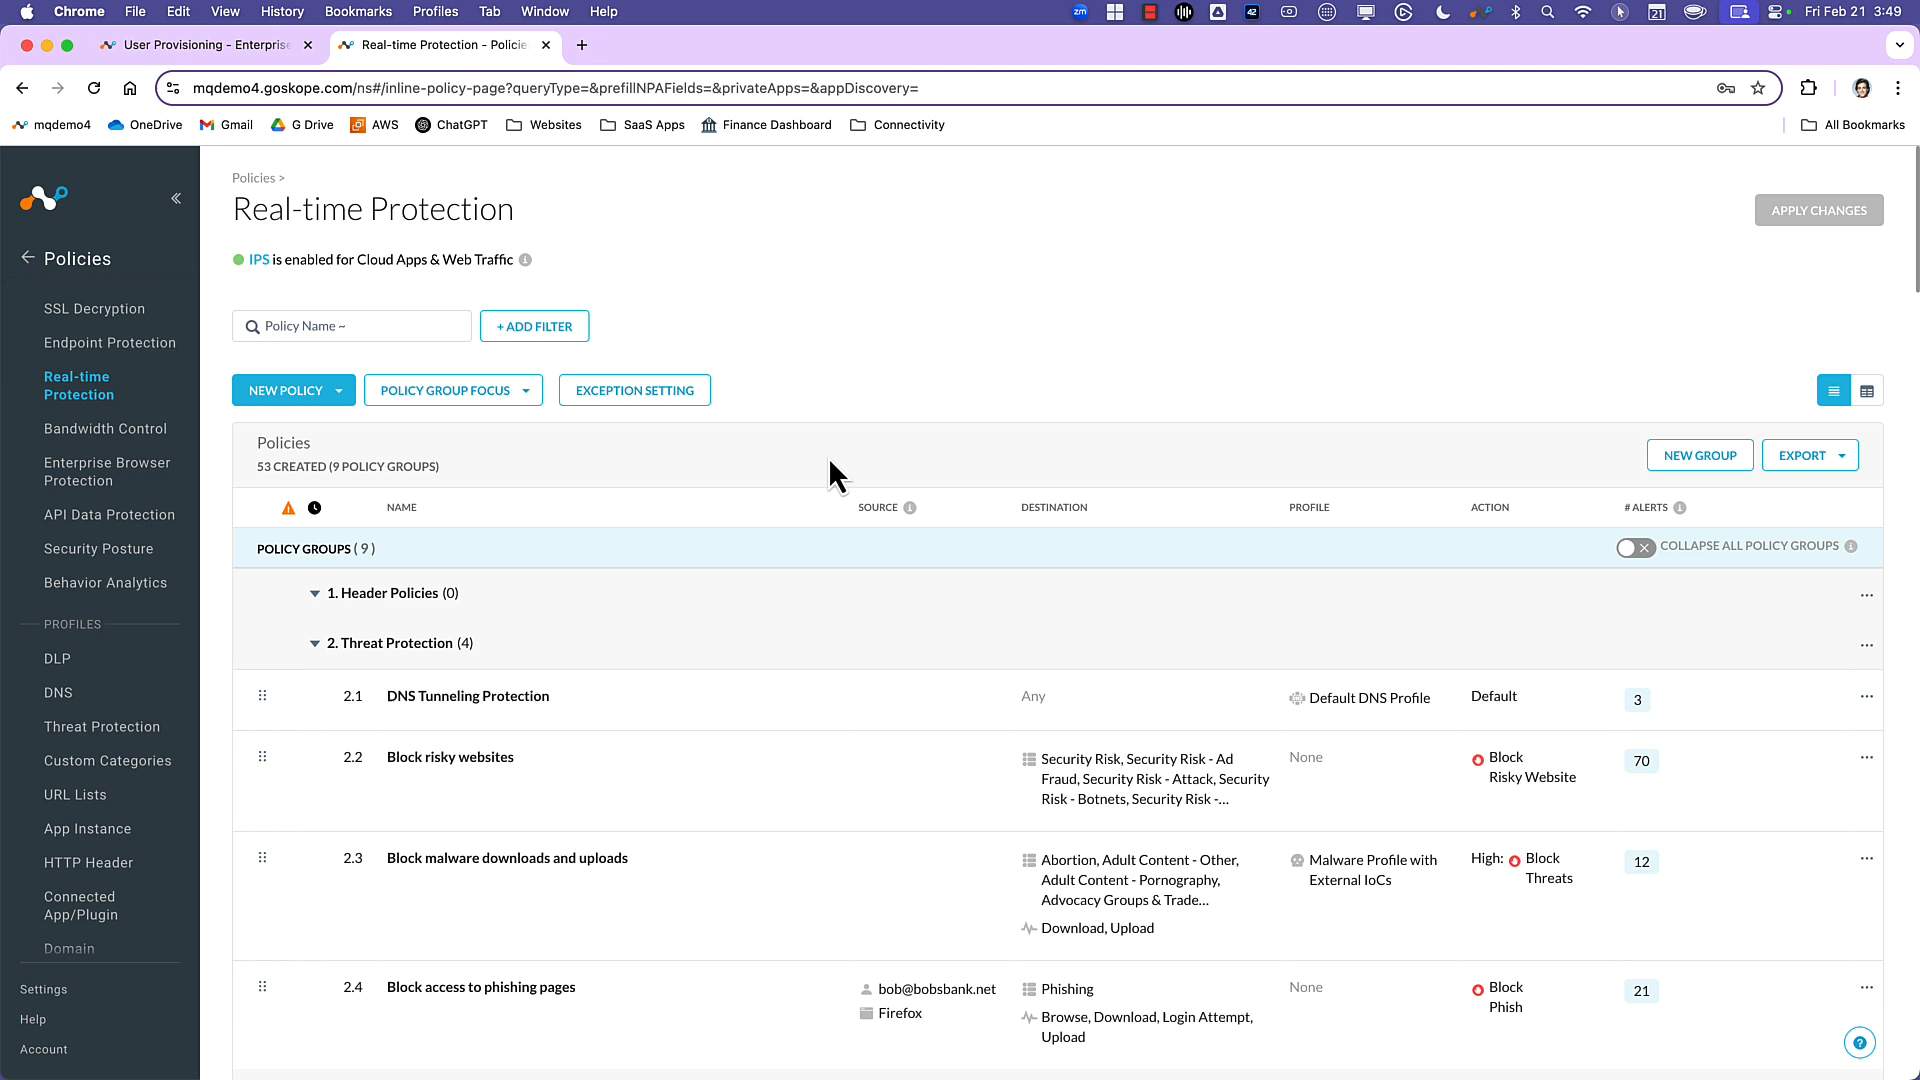 Chrome File Edit View History Bookmarks Profiles Tab Window Help
zm 42 21 Fri Feb 21 3:49
User Provisioning - Enterprise
Real-time Protection - Policie
mqdemo4.goskope.com/ns#/inline-policy-page?queryType=&prefillNPAFields=&privateApps=&appDiscovery=
mqdemo4 OneDrive Gmail G Drive AWS ChatGPT Websites SaaS Apps Finance Dashboard Connectivity All Bookmarks
Policies
SSL Decryption
Endpoint Protection
Real-time
Protection
Bandwidth Control
Enterprise Browser
Protection
API Data Protection
Security Posture
Behavior Analytics
PROFILES
DLP
DNS
Threat Protection
Custom Categories
URL Lists
App Instance
HTTP Header
Connected
App/Plugin
Domain
Settings
Help
Account
Policies >
Real-time Protection
APPLY CHANGES
IPS is enabled for Cloud Apps & Web Traffic
Policy Name ~
+ ADD FILTER
NEW POLICY
POLICY GROUP FOCUS
EXCEPTION SETTING
Policies
53 CREATED (9 POLICY GROUPS)
NEW GROUP
EXPORT
NAME SOURCE DESTINATION PROFILE ACTION # ALERTS
POLICY GROUPS ( 9 )
COLLAPSE ALL POLICY GROUPS
1. Header Policies (0)
2. Threat Protection (4)
2.1 DNS Tunneling Protection Any Default DNS Profile Default 3
2.2 Block risky websites
Security Risk, Security Risk - Ad
Fraud, Security Risk - Attack, Security
Risk - Botnets, Security Risk -...
None
Block
Risky Website
70
2.3 Block malware downloads and uploads
Abortion, Adult Content - Other,
Adult Content - Pornography,
Advocacy Groups & Trade...
Download, Upload
Malware Profile with
External IoCs
High: Block
Threats
12
2.4 Block access to phishing pages
bob@bobsbank.net
Firefox
Phishing
Browse, Download, Login Attempt,
Upload
None
Block
Phish
21